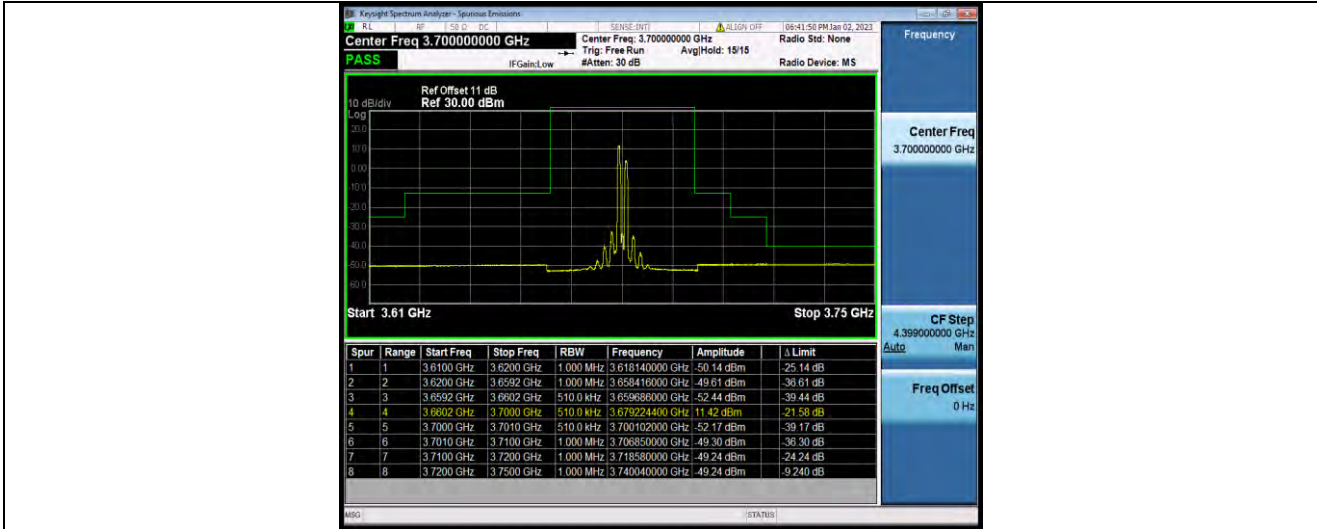 Keysight Spectrum Analyzer - Spurious Emissions
RL RF 50 Ω DC SENSE:INT ALIGN OFF 06:41:50 PM Jan 02, 2023
Center Freq 3.700000000 GHz Center Freq: 3.700000000 GHz Radio Std: None
Trig: Free Run Avg|Hold: 15/15
PASS IFGain:Low #Atten: 30 dB Radio Device: MS
Frequency
Ref Offset 11 dB
10 dB/div Ref 30.00 dBm
Log
20.0
10.0
0.00
-10.0
-20.0
-30.0
-40.0
-50.0
-60.0
Start 3.61 GHz Stop 3.75 GHz
Spur Range Start Freq Stop Freq RBW Frequency Amplitude Δ Limit
1 1 3.6100 GHz 3.6200 GHz 1.000 MHz 3.618140000 GHz -50.14 dBm -25.14 dB
2 2 3.6200 GHz 3.6592 GHz 1.000 MHz 3.658416000 GHz -49.61 dBm -36.61 dB
3 3 3.6592 GHz 3.6602 GHz 510.0 kHz 3.659686000 GHz -52.44 dBm -39.44 dB
4 4 3.6602 GHz 3.7000 GHz 510.0 kHz 3.679224400 GHz 11.42 dBm -21.58 dB
5 5 3.7000 GHz 3.7010 GHz 510.0 kHz 3.700102000 GHz -52.17 dBm -39.17 dB
6 6 3.7010 GHz 3.7100 GHz 1.000 MHz 3.706850000 GHz -49.30 dBm -36.30 dB
7 7 3.7100 GHz 3.7200 GHz 1.000 MHz 3.718580000 GHz -49.24 dBm -24.24 dB
8 8 3.7200 GHz 3.7500 GHz 1.000 MHz 3.740040000 GHz -49.24 dBm -9.240 dB
Center Freq
3.700000000 GHz
CF Step
4.399000000 GHz
Auto Man
Freq Offset
0 Hz
MSG STATUS